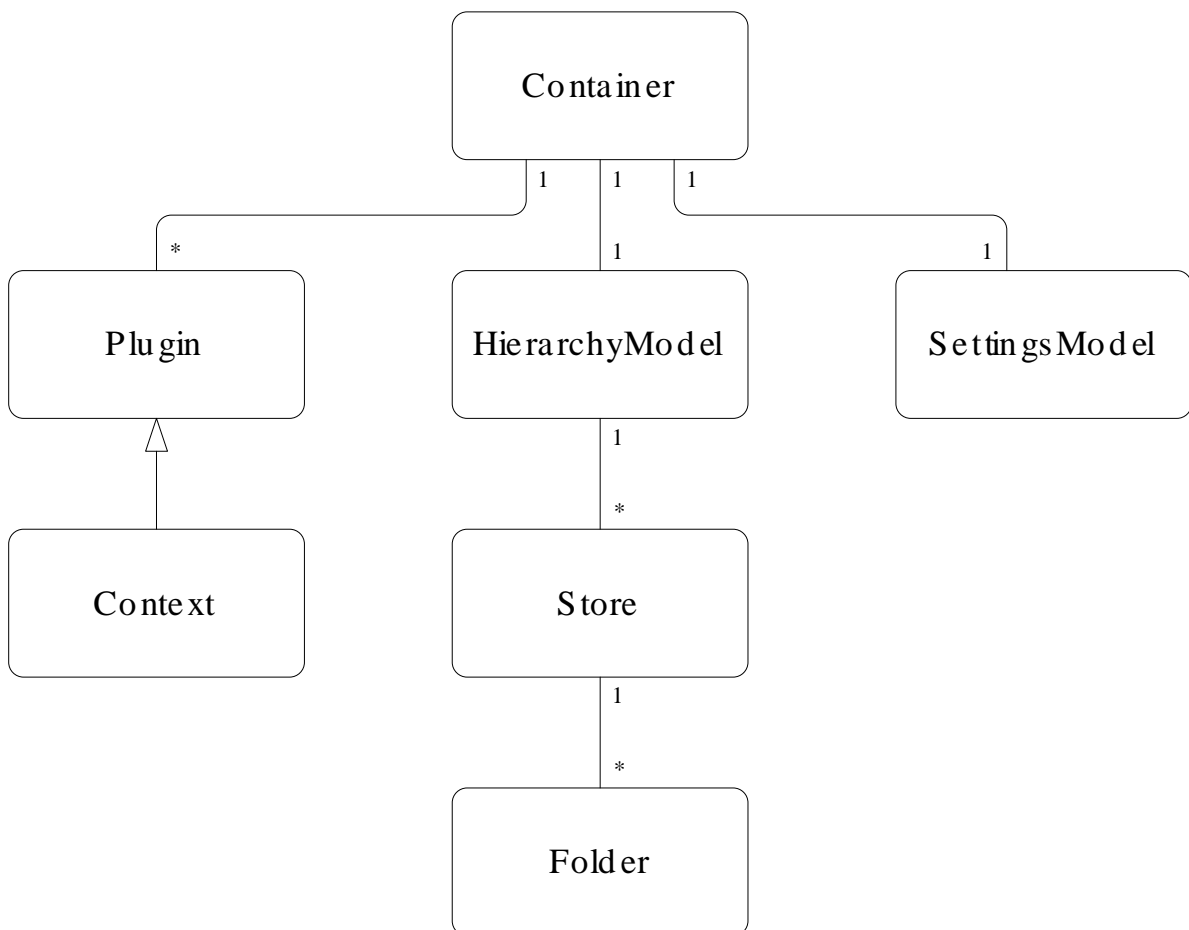 Container
1 1 1
* 1 1
Plugin HierarchyModel SettingsModel
1
*
Context Store
1
*
Folder